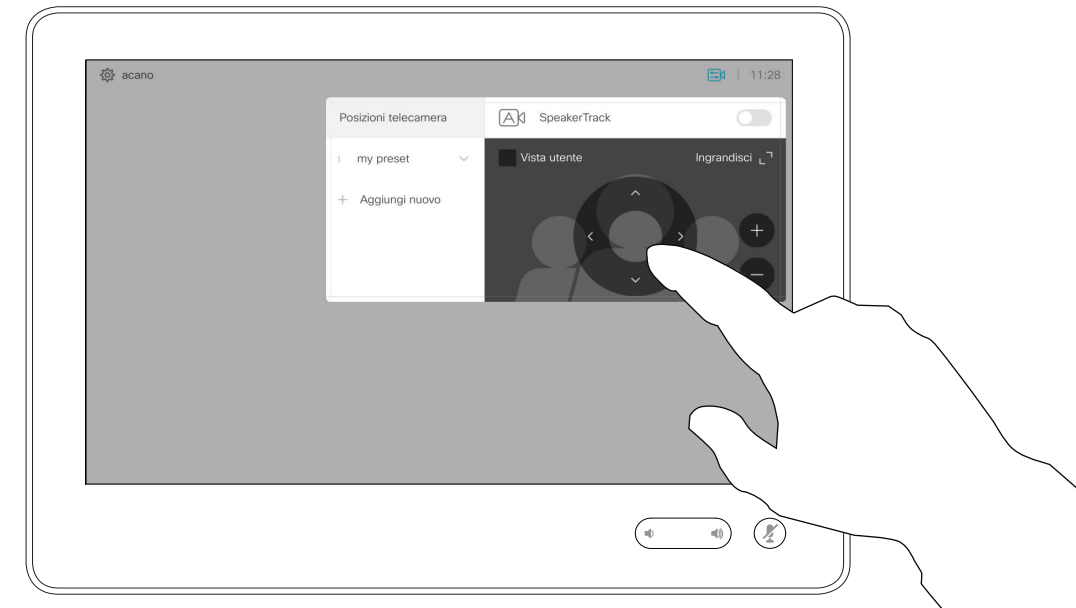 acano
11:28
Posizioni telecamera
SpeakerTrack
1 my preset
Vista utente
Ingrandisci
+ Aggiungi nuovo